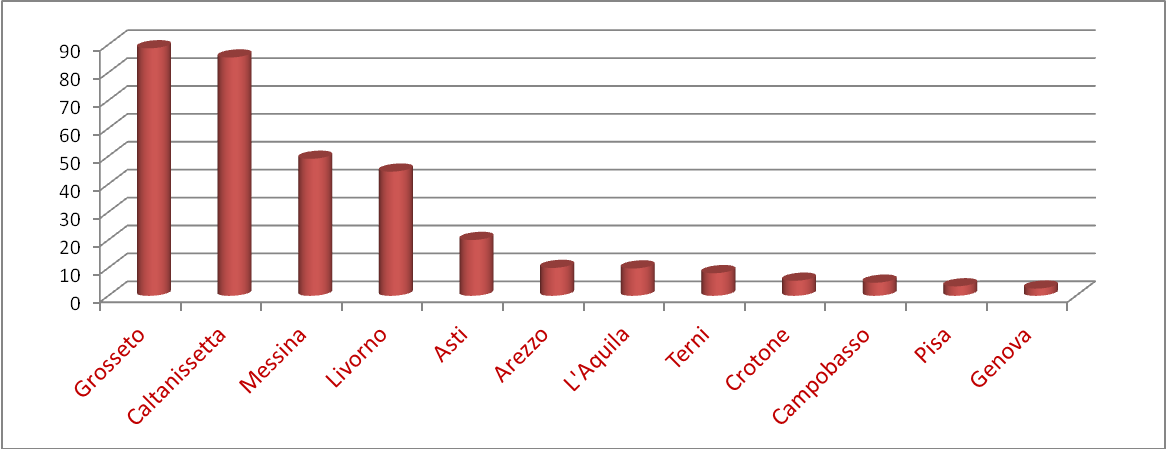 90
80
70
60
50
40
30
20
10
0
Grosseto
Caltanissetta
Messina
Livorno
Asti
Arezzo
L'Aquila
Terni
Crotone
Campobasso
Pisa
Genova